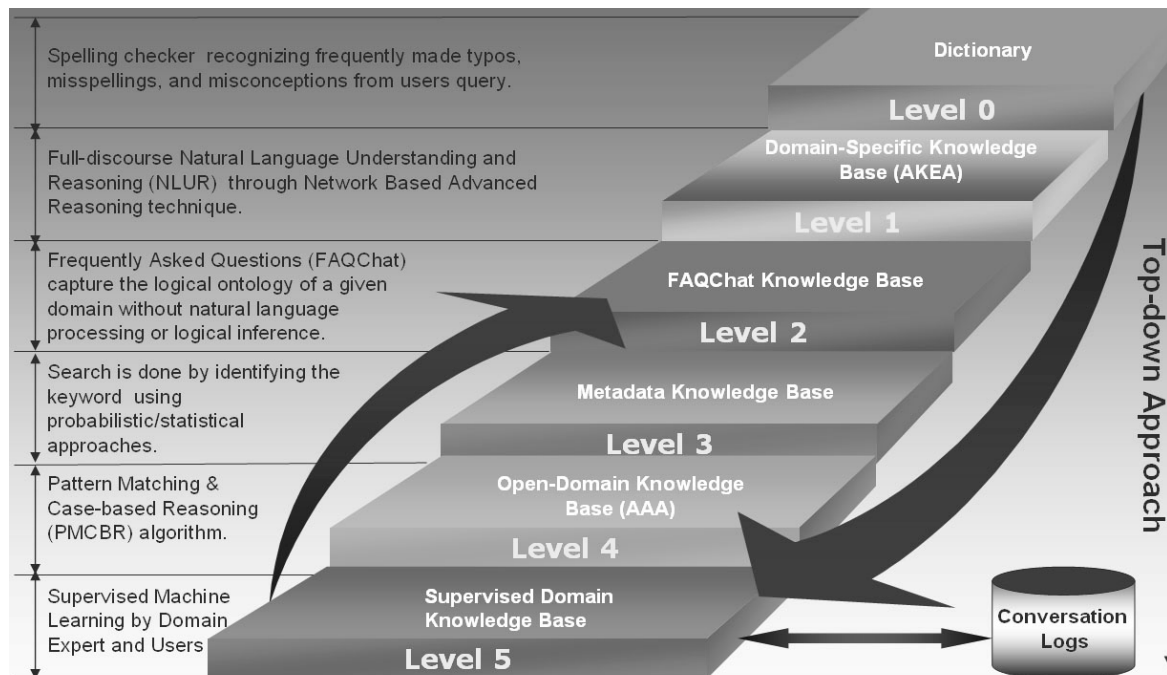 Spelling checker recognizing frequently made typos,
misspellings, and misconceptions from users query.
Dictionary
Level 0
Full-discourse Natural Language Understanding and
Reasoning (NLUR) through Network Based Advanced
Reasoning technique.
Domain-Specific Knowledge
Base (AKEA)
Level 1
Frequently Asked Questions (FAQChat)
capture the logical ontology of a given
domain without natural language
processing or logical inference.
FAQChat Knowledge Base
Level 2
Search is done by identifying the
keyword using
probabilistic/statistical
approaches.
Metadata Knowledge Base
Level 3
Pattern Matching &
Case-based Reasoning
(PMCBR) algorithm.
Open-Domain Knowledge
Base (AAA)
Level 4
Supervised Machine
Learning by Domain
Expert and Users
Supervised Domain
Knowledge Base
Level 5
Conversation
Logs
Top-down Approach